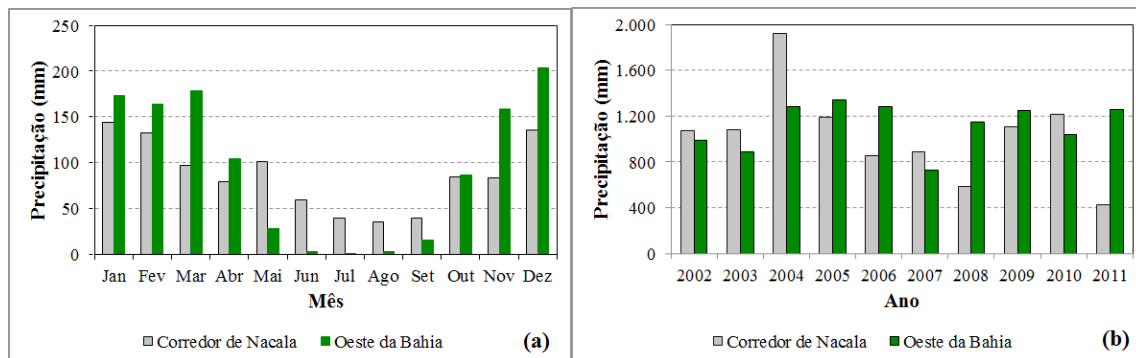 250
200
150
100
50
0
Precipitação (mm)
Jan Fev Mar Abr Mai Jun Jul Ago Set Out Nov Dez
Mês
Corredor de Nacala Oeste da Bahia (a)
2.000
1.600
1.200
800
400
0
Precipitação (mm)
2002 2003 2004 2005 2006 2007 2008 2009 2010 2011
Ano
Corredor de Nacala Oeste da Bahia (b)